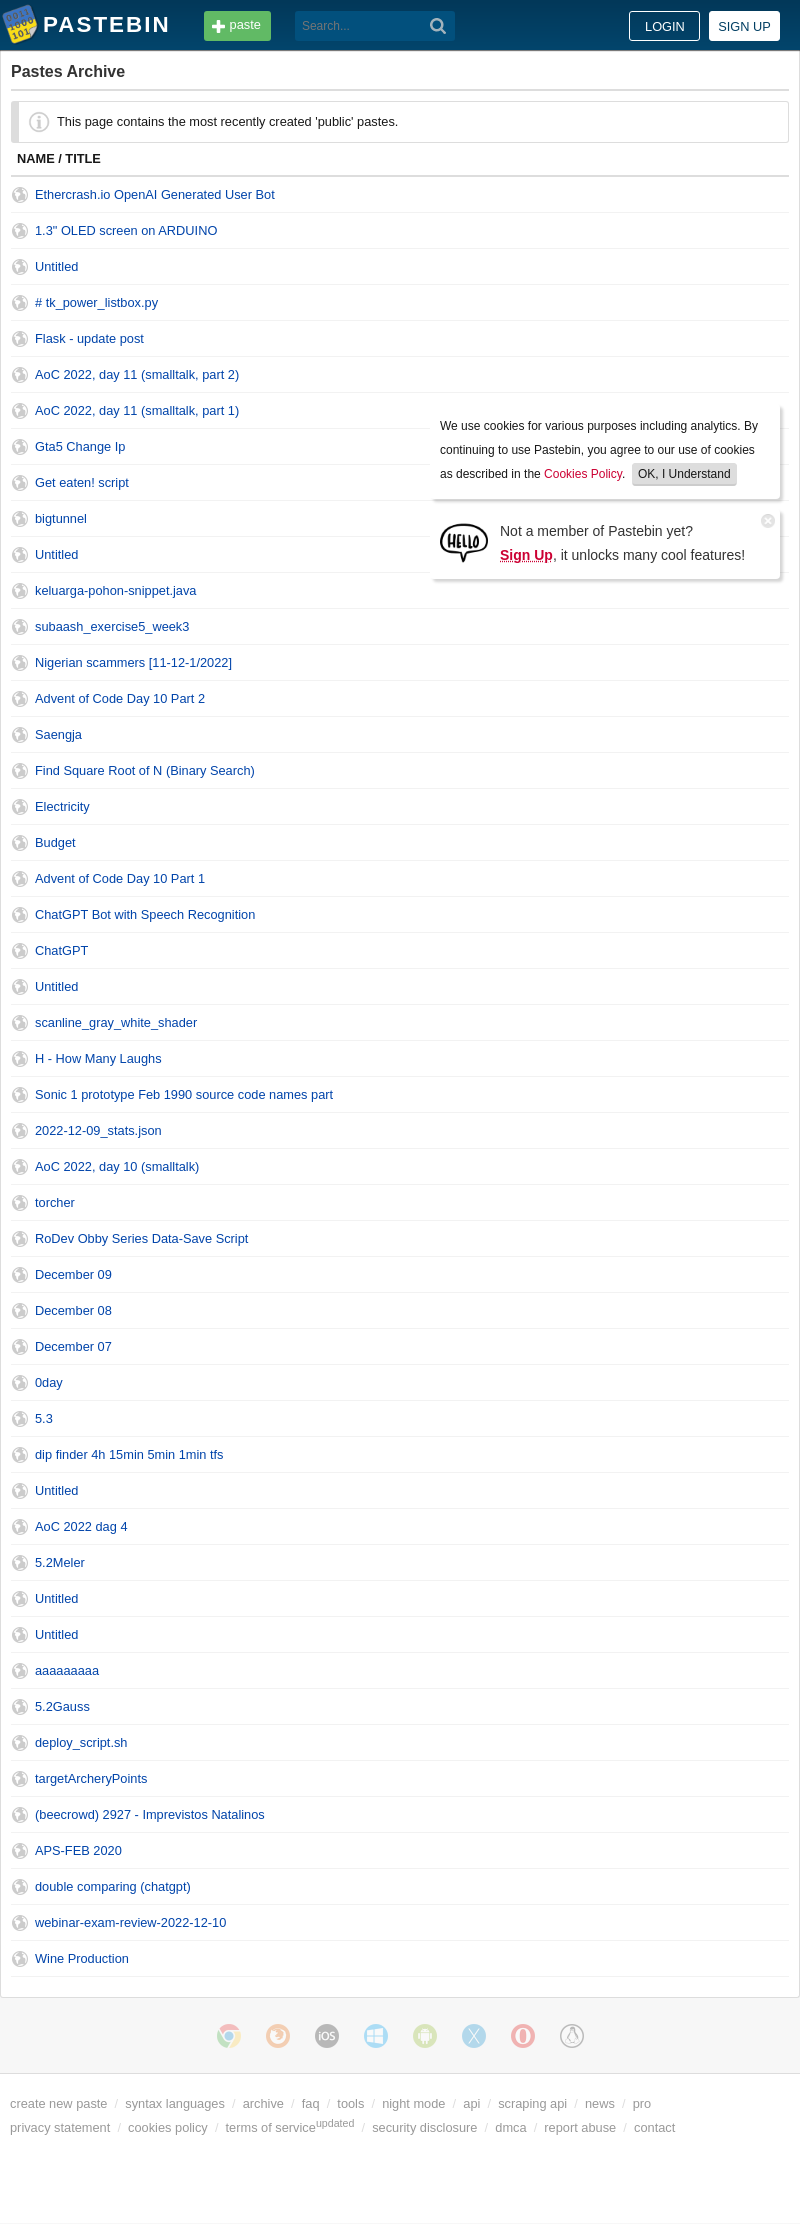 PASTEBIN paste Search... LOGIN SIGN UP
Pastes Archive
This page contains the most recently created 'public' pastes.
NAME / TITLE
Ethercrash.io OpenAI Generated User Bot
1.3" OLED screen on ARDUINO
Untitled
# tk_power_listbox.py
Flask - update post
AoC 2022, day 11 (smalltalk, part 2)
AoC 2022, day 11 (smalltalk, part 1)
Gta5 Change Ip
Get eaten! script
bigtunnel
Untitled
We use cookies for various purposes including analytics. By
continuing to use Pastebin, you agree to our use of cookies
as described in the Cookies Policy. OK, I Understand
HELLO
Not a member of Pastebin yet?
Sign Up, it unlocks many cool features!
keluarga-pohon-snippet.java
subaash_exercise5_week3
Nigerian scammers [11-12-1/2022]
Advent of Code Day 10 Part 2
Saengja
Find Square Root of N (Binary Search)
Electricity
Budget
Advent of Code Day 10 Part 1
ChatGPT Bot with Speech Recognition
ChatGPT
Untitled
scanline_gray_white_shader
H - How Many Laughs
Sonic 1 prototype Feb 1990 source code names part
2022-12-09_stats.json
AoC 2022, day 10 (smalltalk)
torcher
RoDev Obby Series Data-Save Script
December 09
December 08
December 07
0day
5.3
dip finder 4h 15min 5min 1min tfs
Untitled
AoC 2022 dag 4
5.2Meler
Untitled
Untitled
aaaaaaaaa
5.2Gauss
deploy_script.sh
targetArcheryPoints
(beecrowd) 2927 - Imprevistos Natalinos
APS-FEB 2020
double comparing (chatgpt)
webinar-exam-review-2022-12-10
Wine Production
iOS
create new paste / syntax languages / archive / faq / tools / night mode / api / scraping api / news / pro
privacy statement / cookies policy / terms of service updated / security disclosure / dmca / report abuse / contact